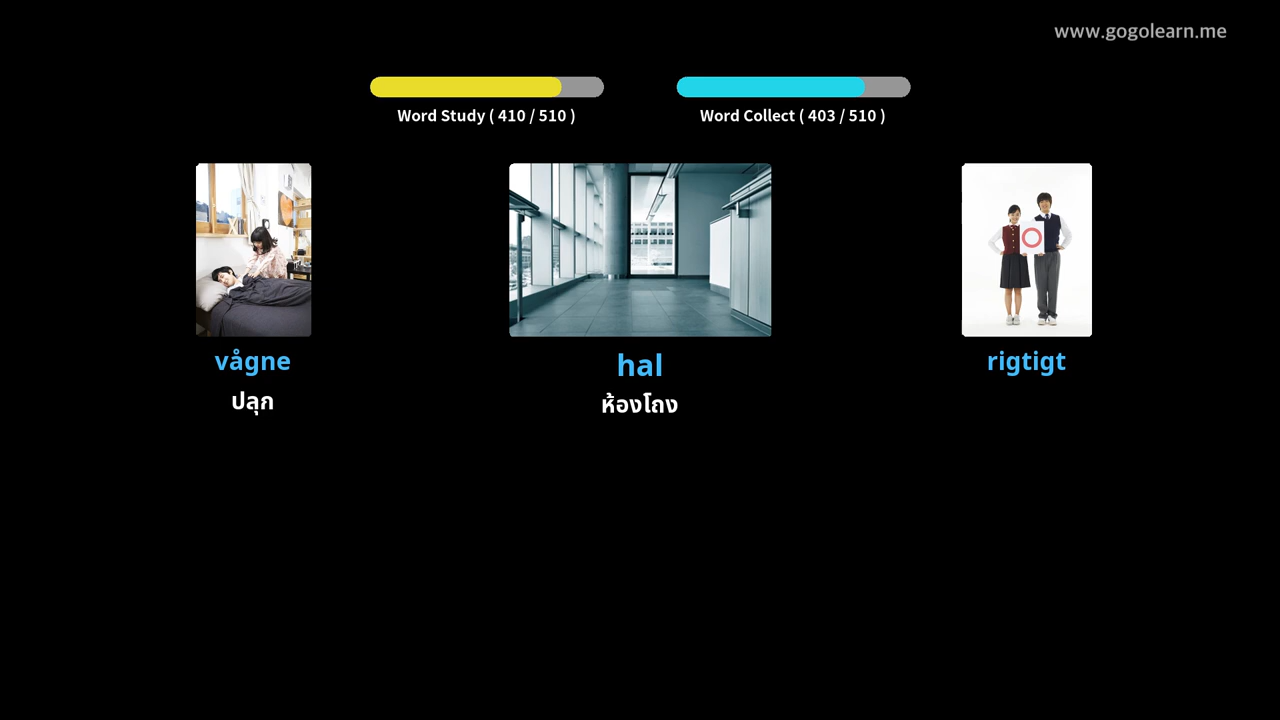 www.gogolearn.me
Word Study ( 410 / 510 )
Word Collect ( 403 / 510 )
vågne
ปลุก
hal
ห้องโถง
rigtigt